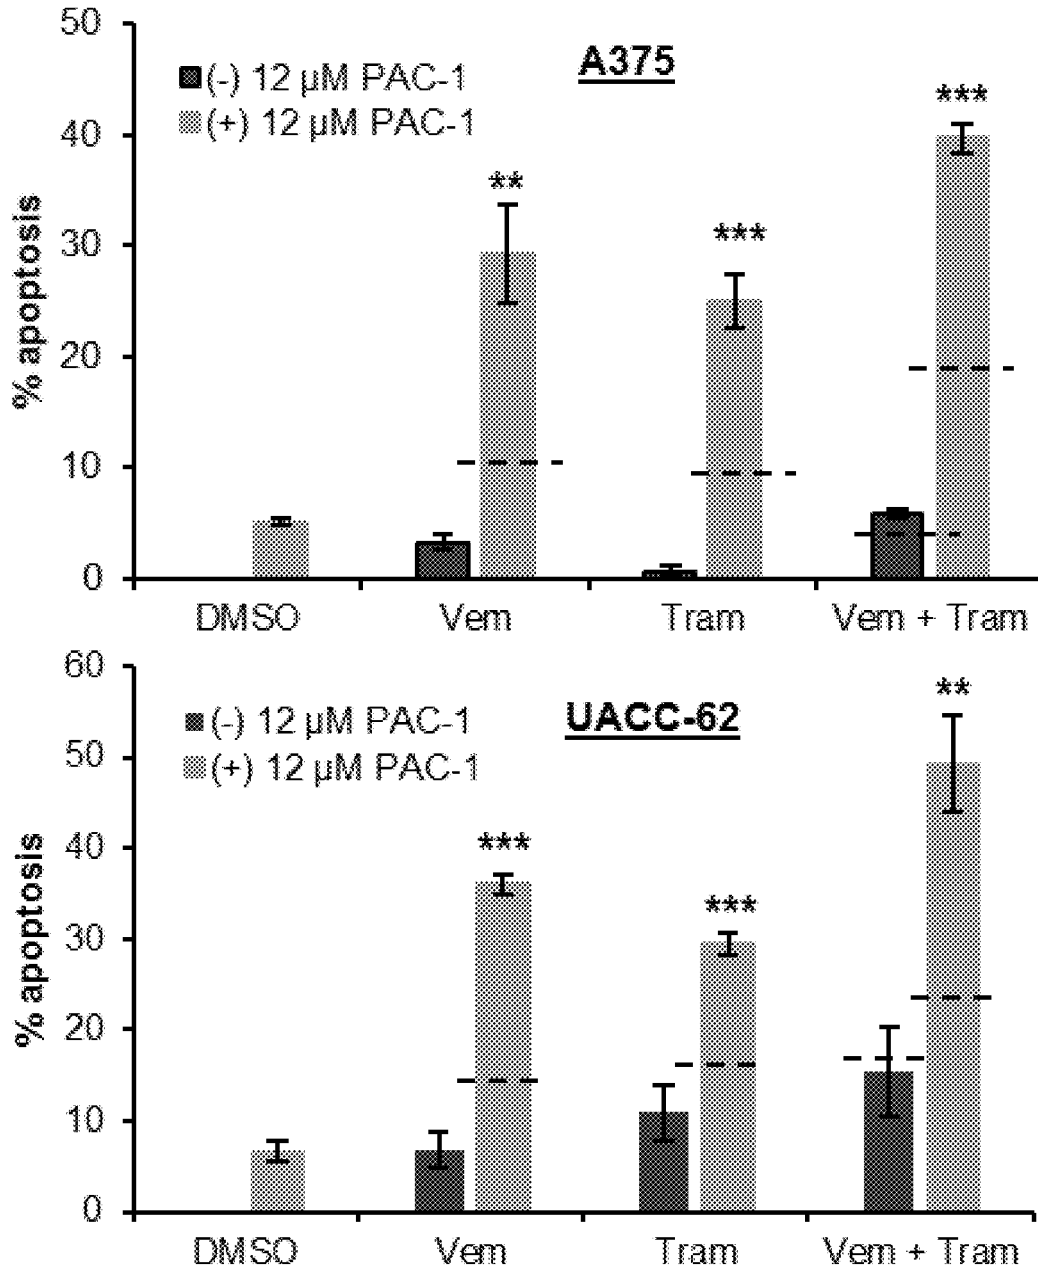 50
40
30
20
10
0
% apoptosis
(-) 12 µM PAC-1
(+) 12 µM PAC-1
A375
**
***
***
DMSO Vem Tram Vem + Tram
60
50
40
30
20
10
0
% apoptosis
(-) 12 µM PAC-1
(+) 12 µM PAC-1
UACC-62
***
***
**
DMSO Vem Tram Vem + Tram